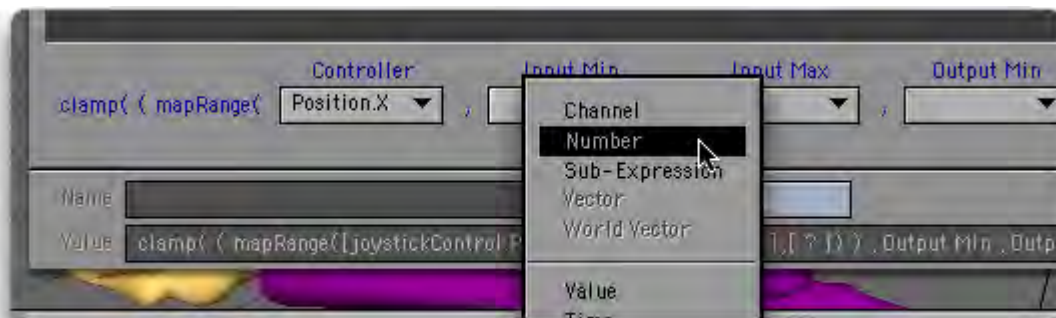 Controller Input Min Input Max Output Min
clamp( ( mapRange( Position.X , ,
Channel
Number
Sub-Expression
Vector
World Vector
Name
Value clamp( ( mapRange([joystickControl.P ],[ ? ]) ) ,Output Min ,Outp
Value
Time